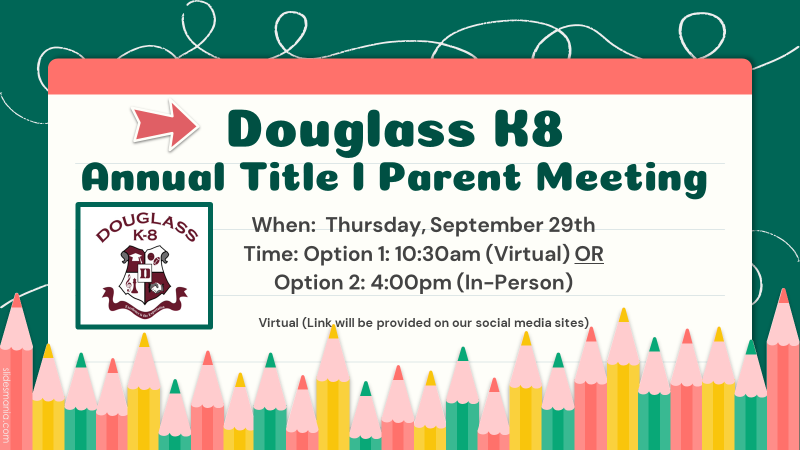 Douglass K8
Annual Title I Parent Meeting
DOUGLASS
K-8
D
When: Thursday, September 29th
Time: Option 1: 10:30am (Virtual) OR
Option 2: 4:00pm (In-Person)
Virtual (Link will be provided on our social media sites)
slidesmania.com